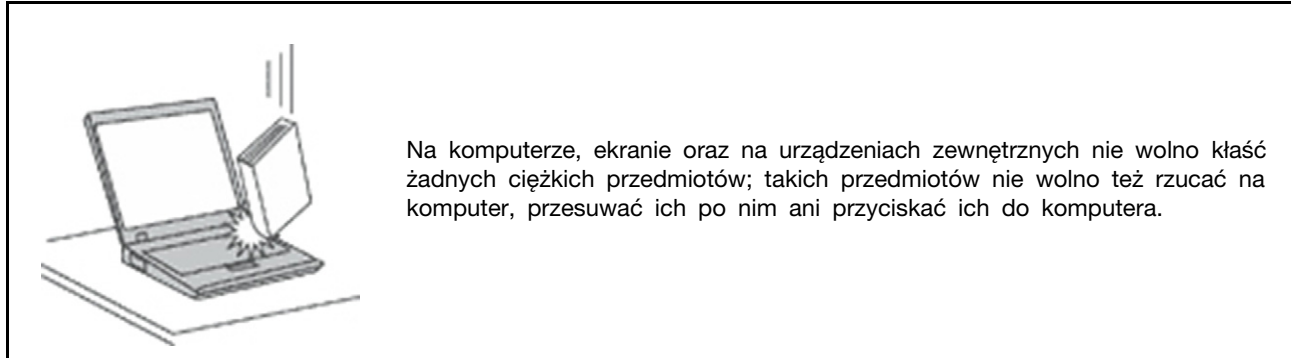 Na komputerze, ekranie oraz na urządzeniach zewnętrznych nie wolno kłaść
żadnych ciężkich przedmiotów; takich przedmiotów nie wolno też rzucać na
komputer, przesuwać ich po nim ani przyciskać ich do komputera.